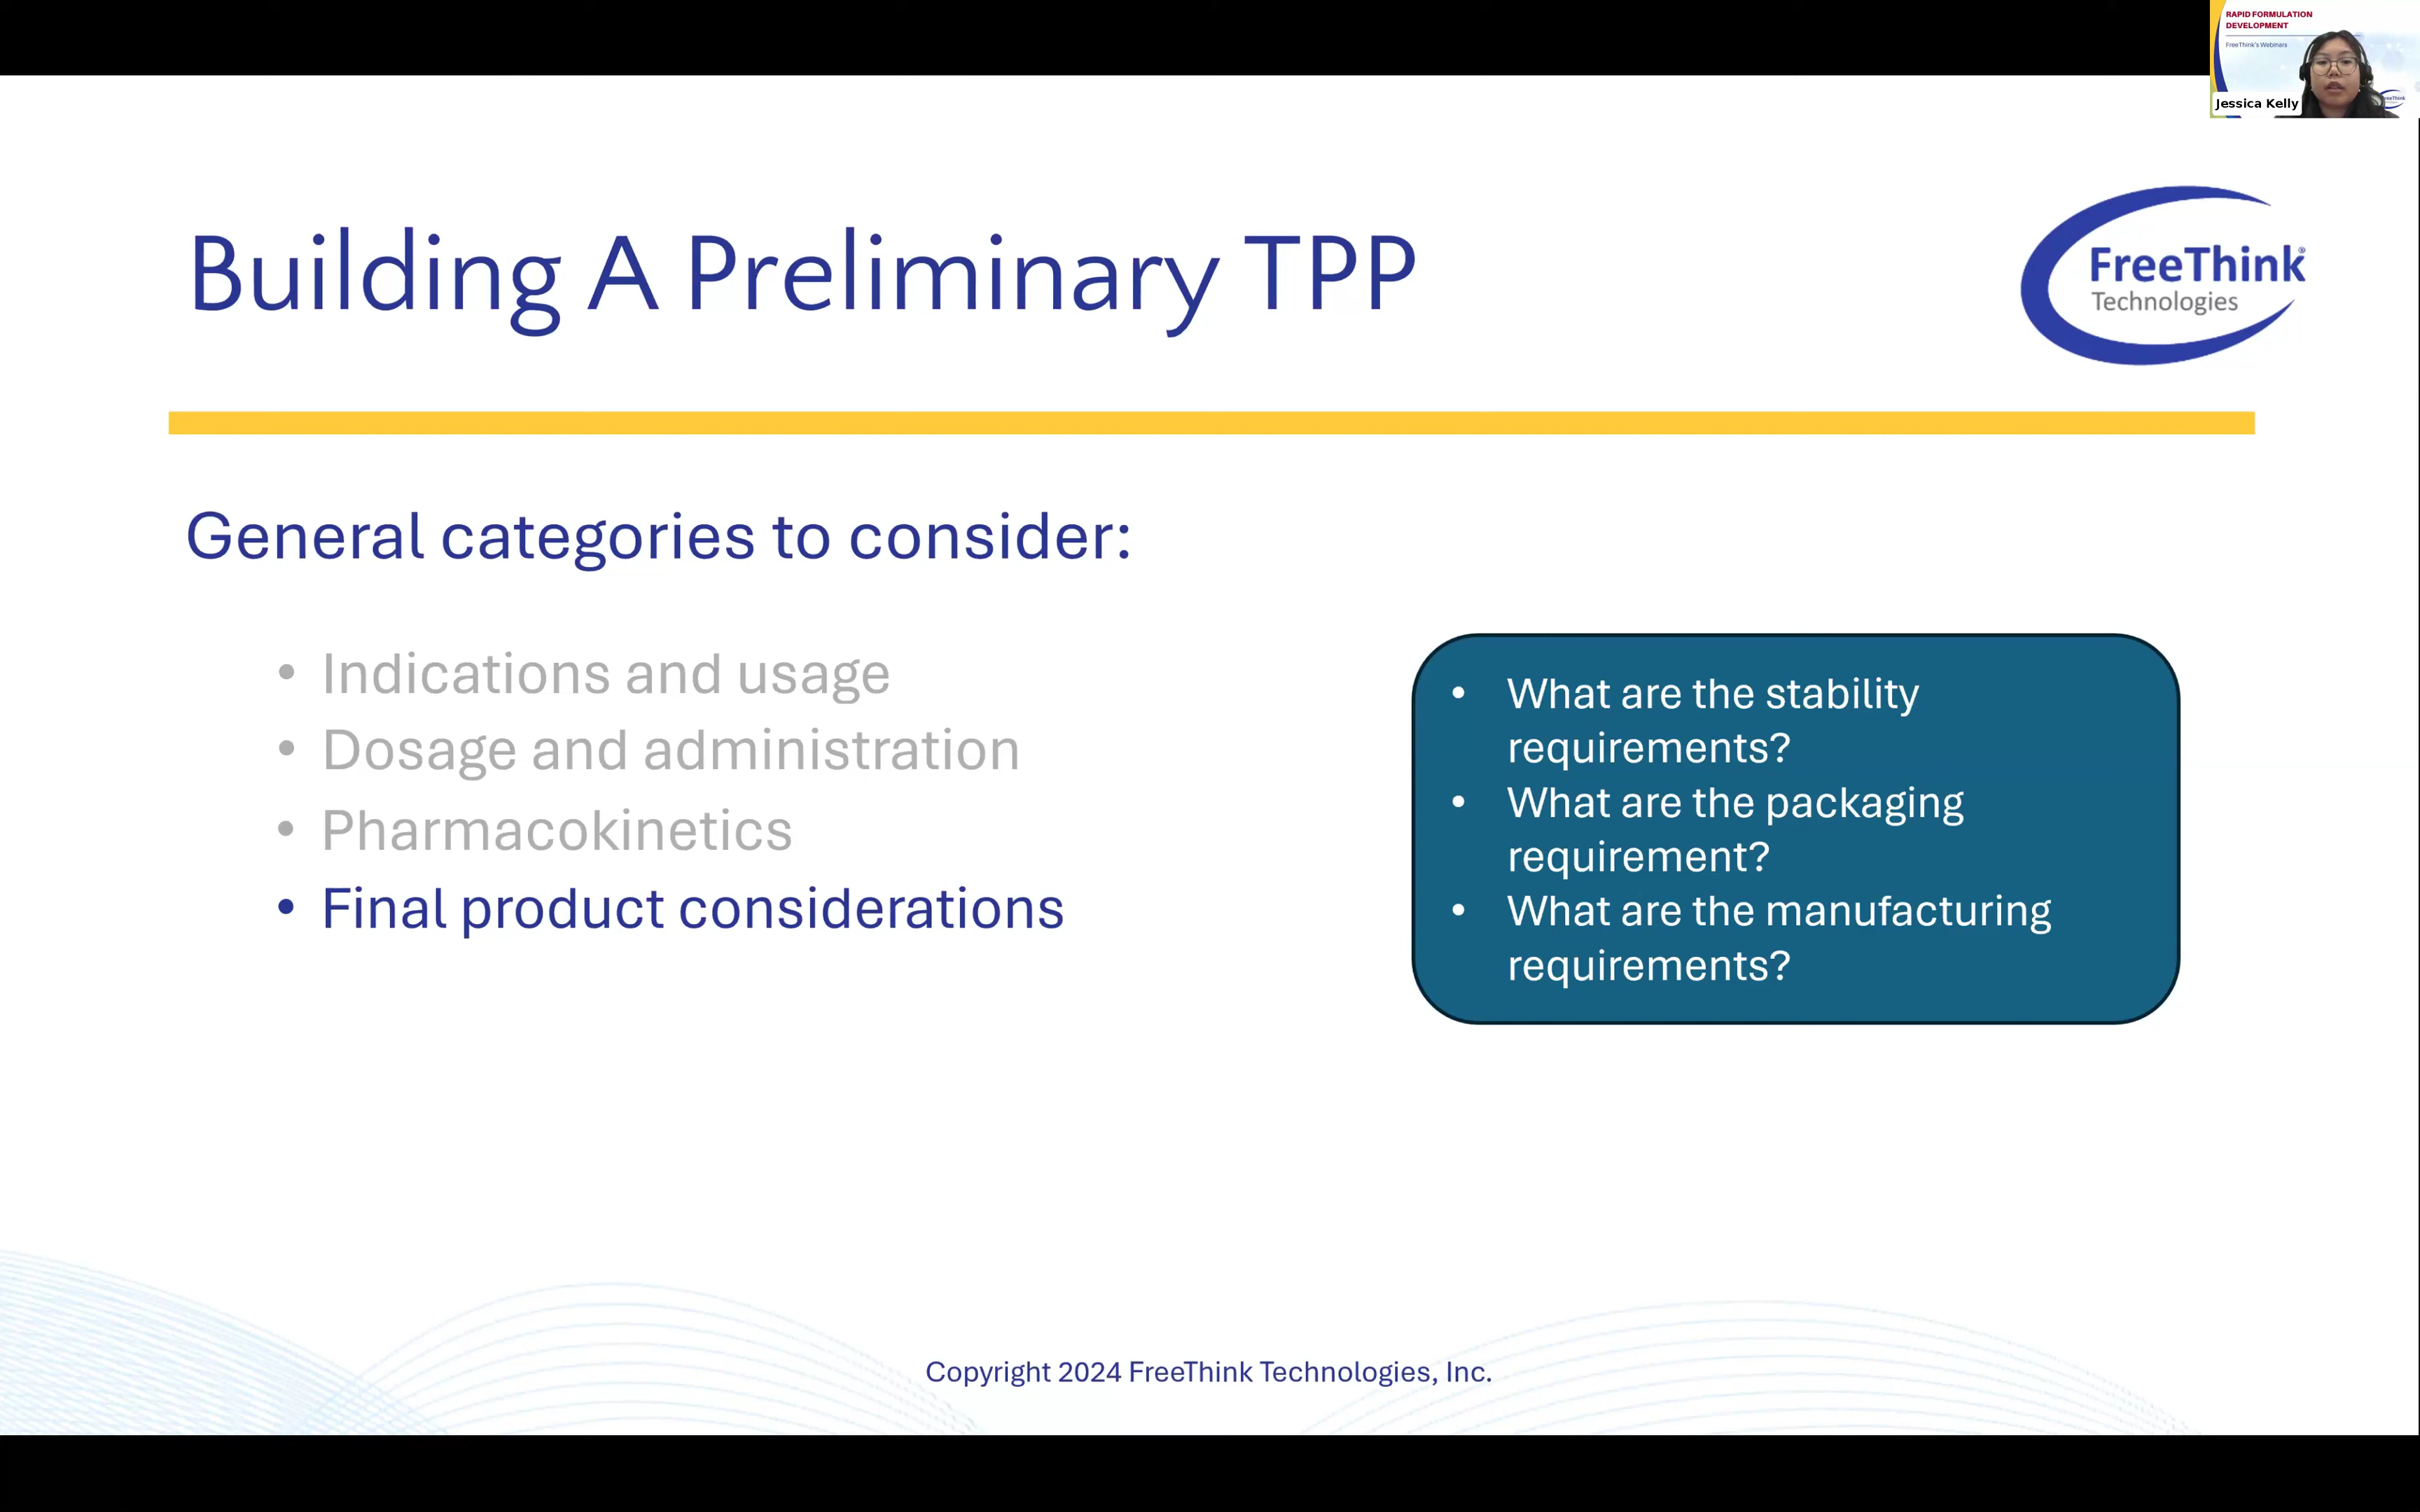 RAPID FORMULATION
DEVELOPMENT
FreeThink's Webinars
Jessica Kelly
Building A Preliminary TPP
FreeThink®
Technologies
General categories to consider:
• Indications and usage
• Dosage and administration
• Pharmacokinetics
• Final product considerations
• What are the stability
requirements?
• What are the packaging
requirement?
• What are the manufacturing
requirements?
Copyright 2024 FreeThink Technologies, Inc.